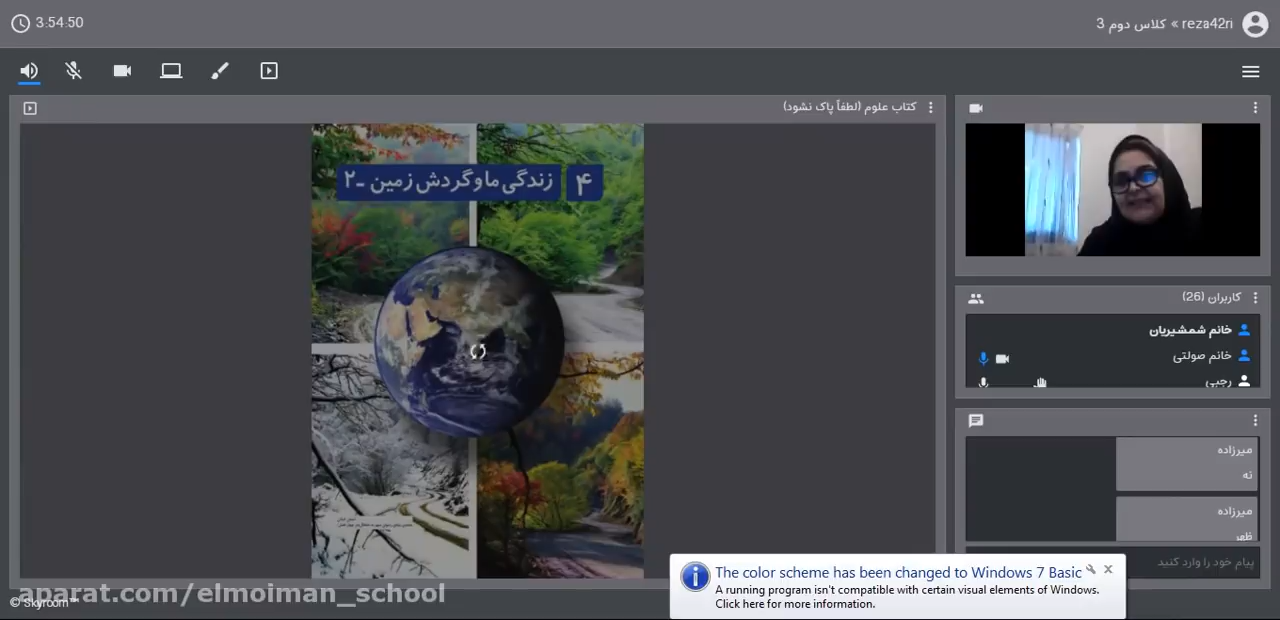 3:54:50
reza42ri » کلاس دوم 3
کتاب علوم (لطفاً پاک نشود)
۴ زندگی ما و گردش زمین -۲
کاربران (26)
خانم شمشیریان
خانم صولتی
رجبی
میرزاده
نه
میرزاده
ظهر
پیام خود را وارد کنید
The color scheme has been changed to Windows 7 Basic
A running program isn't compatible with certain visual elements of Windows.
Click here for more information.
aparat.com/elmoiman_school
© Skyroom™